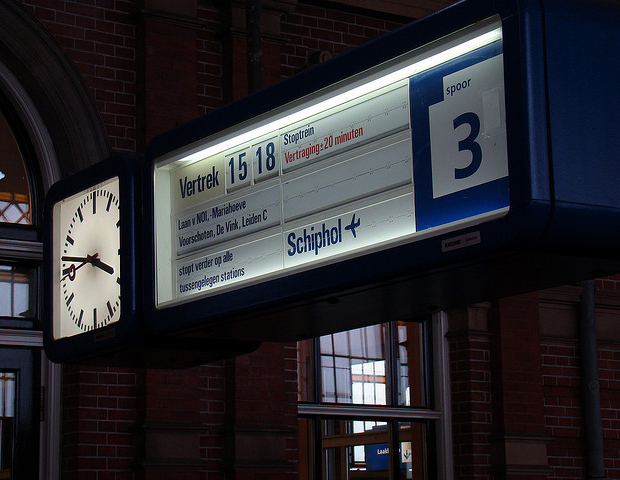 Vertrek 15 18
Stoptrein
Vertraging±20 minuten
Laan v NOI.-Mariahoeve
Voorschoten, De Vink, Leiden C
stopt verder op alle
tussengelegen stations
Schiphol
spoor
3